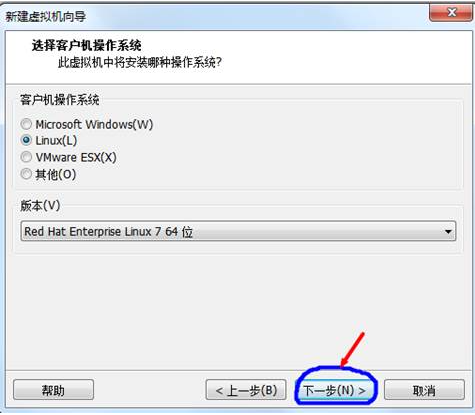 新建虚拟机向导
选择客户机操作系统
此虚拟机中将安装哪种操作系统?
客户机操作系统
Microsoft Windows(W)
Linux(L)
VMware ESX(X)
其他(O)
版本(V)
Red Hat Enterprise Linux 7 64 位
帮助
< 上一步(B)
下一步(N) >
取消